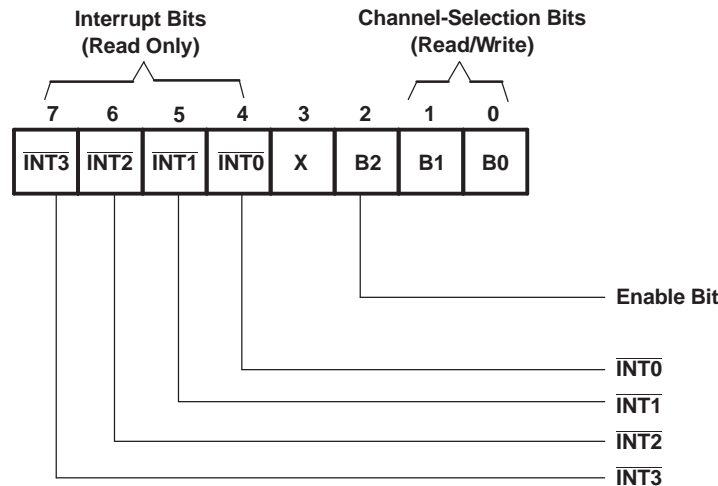 Interrupt Bits Channel-Selection Bits
(Read Only) (Read/Write)
7 6 5 4 3 2 1 0
INT3 INT2 INT1 INT0 X B2 B1 B0
Enable Bit
INT0
INT1
INT2
INT3